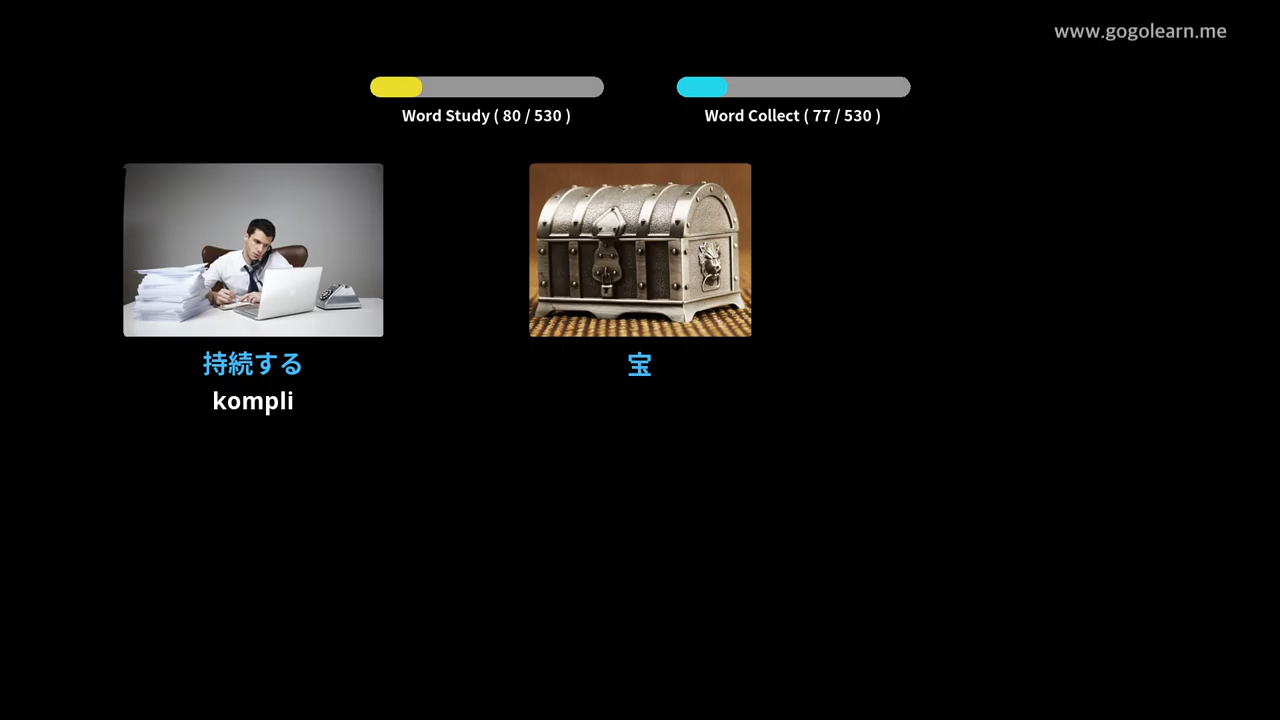 www.gogolearn.me
Word Study ( 80 / 530 )
Word Collect ( 77 / 530 )
持続する
kompli
宝